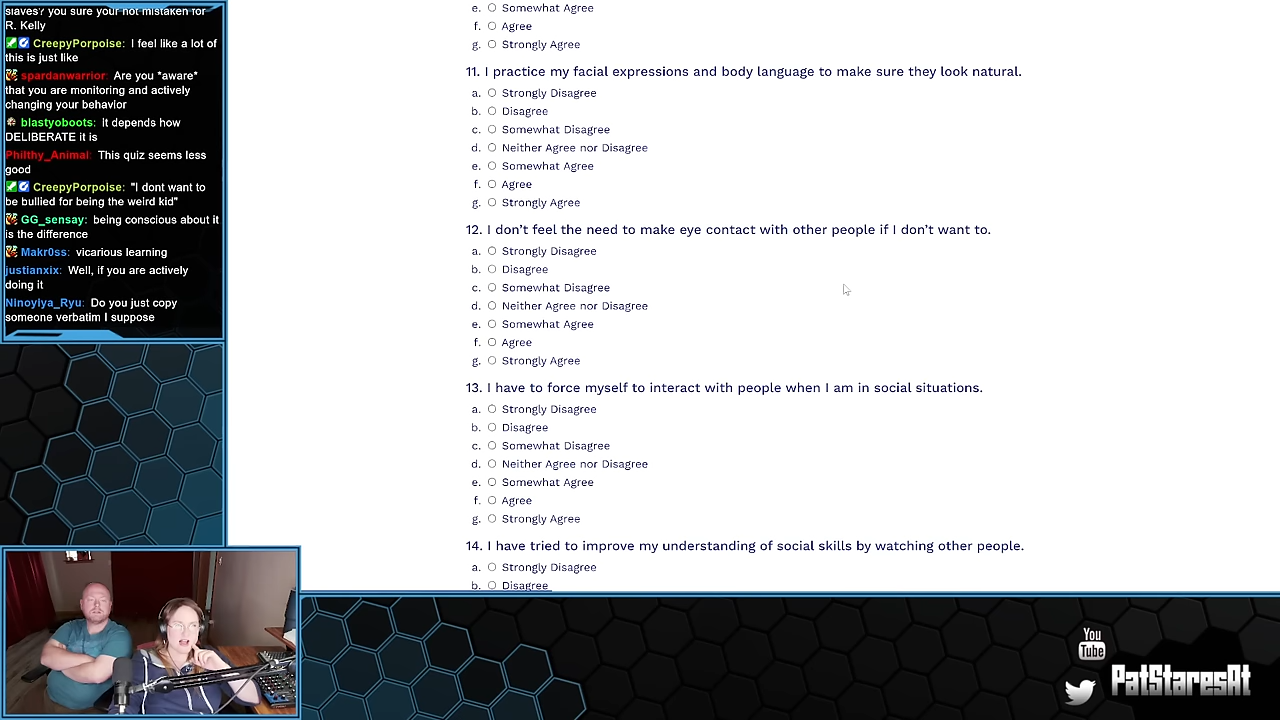 slaves? you sure your not mistaken for
R. Kelly
CreepyPorpoise: I feel like a lot of
this is just like
spardanwarrior: Are you *aware*
that you are monitoring and actively
changing your behavior
blastyoboots: It depends how
DELIBERATE it is
Philthy_Animal: This quiz seems less
good
CreepyPorpoise: "I dont want to
be bullied for being the weird kid"
GG_sensay: being conscious about it
is the difference
Makr0ss: vicarious learning
justianxix: Well, if you are actively
doing it
Ninoyiya_Ryu: Do you just copy
someone verbatim I suppose
e. Somewhat Agree
f. Agree
g. Strongly Agree
11. I practice my facial expressions and body language to make sure they look natural.
a. Strongly Disagree
b. Disagree
c. Somewhat Disagree
d. Neither Agree nor Disagree
e. Somewhat Agree
f. Agree
g. Strongly Agree
12. I don’t feel the need to make eye contact with other people if I don’t want to.
a. Strongly Disagree
b. Disagree
c. Somewhat Disagree
d. Neither Agree nor Disagree
e. Somewhat Agree
f. Agree
g. Strongly Agree
13. I have to force myself to interact with people when I am in social situations.
a. Strongly Disagree
b. Disagree
c. Somewhat Disagree
d. Neither Agree nor Disagree
e. Somewhat Agree
f. Agree
g. Strongly Agree
14. I have tried to improve my understanding of social skills by watching other people.
a. Strongly Disagree
b. Disagree
You
Tube
PatStaresAt